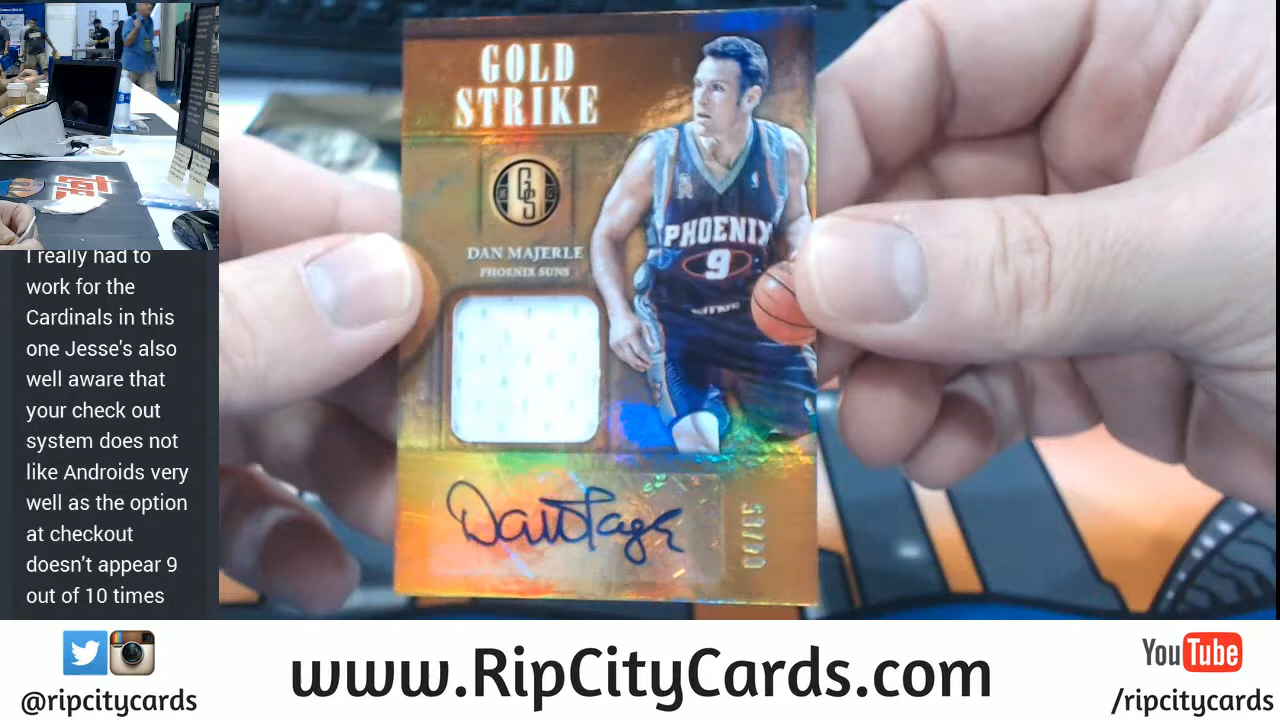 I really had to
work for the
Cardinals in this
one Jesse's also
well aware that
your check out
system does not
like Androids very
well as the option
at checkout
doesn't appear 9
out of 10 times
GOLD
STRIKE
GS
DAN MAJERLE
PHOENIX SUNS
PHOENIX
9
@ripcitycards
www.RipCityCards.com
YouTube
/ripcitycards